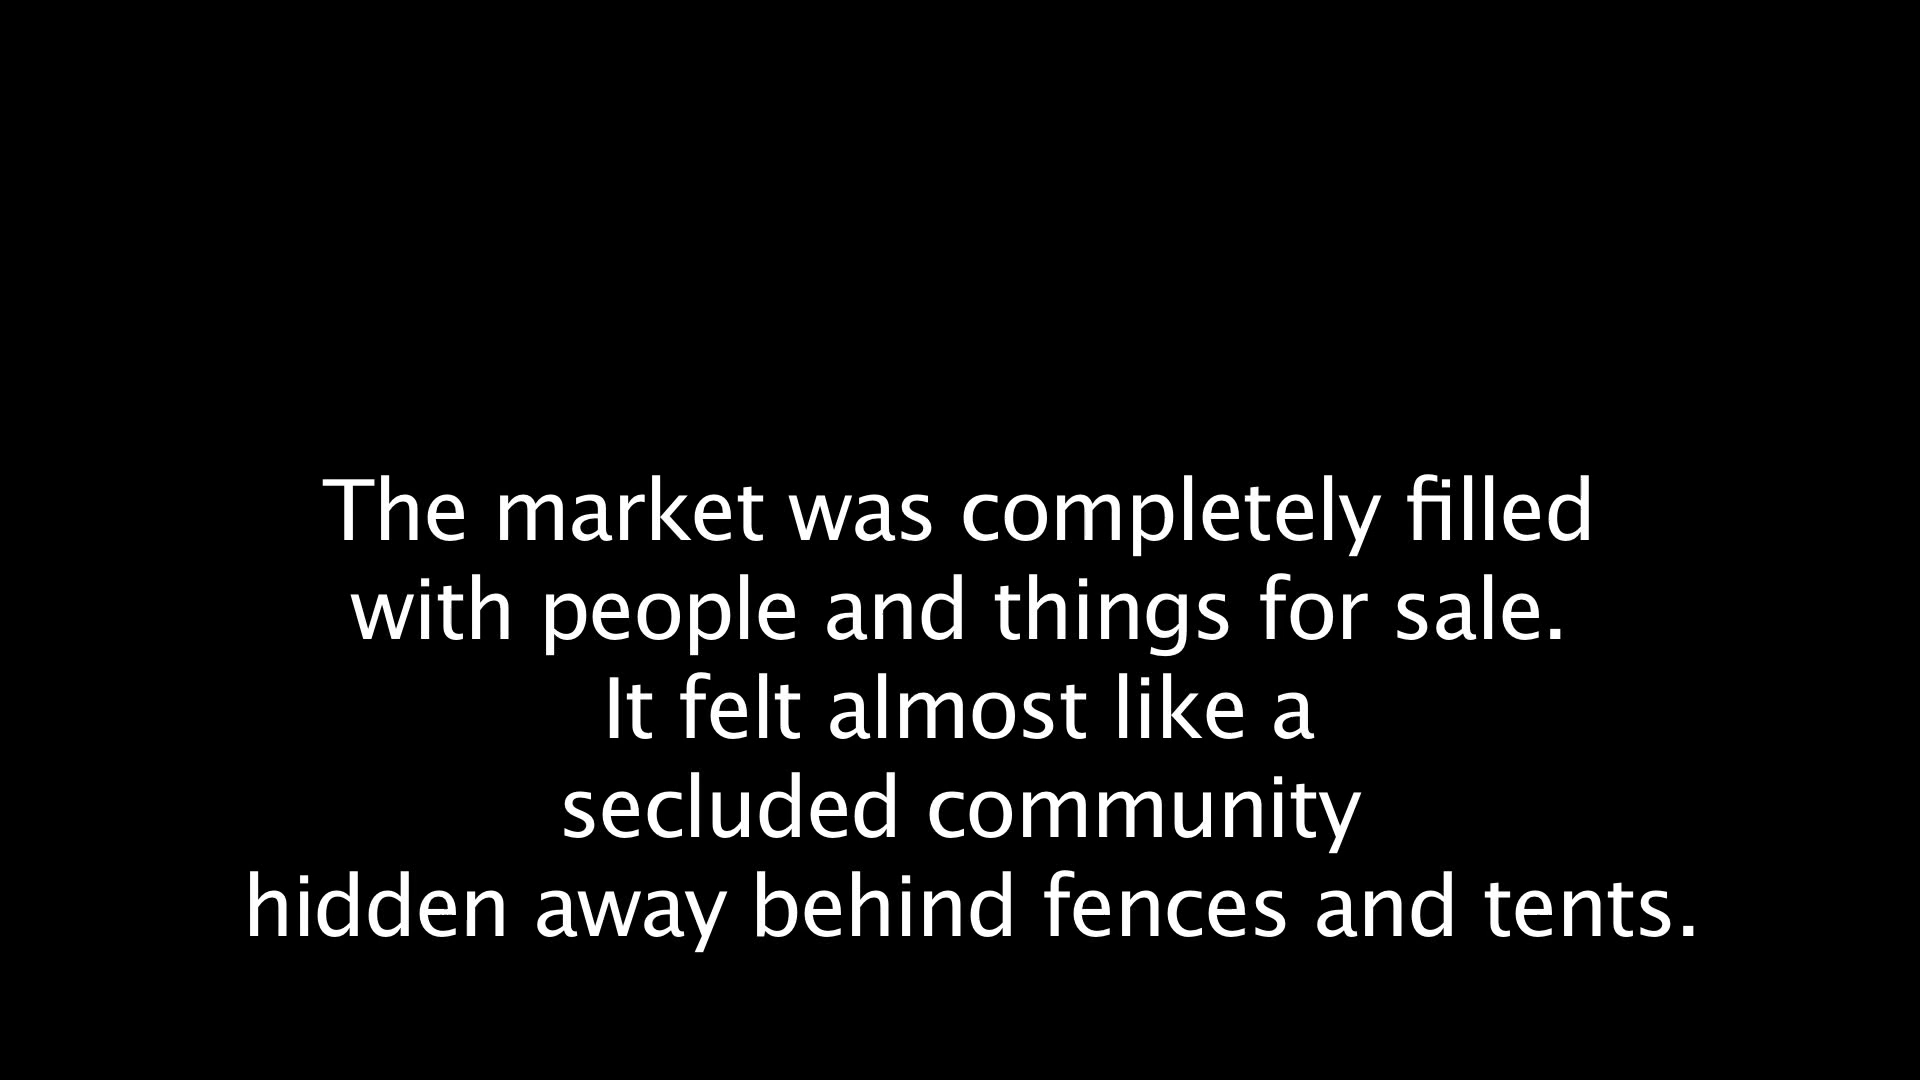 The market was completely filled
with people and things for sale.
It felt almost like a
secluded community
hidden away behind fences and tents.